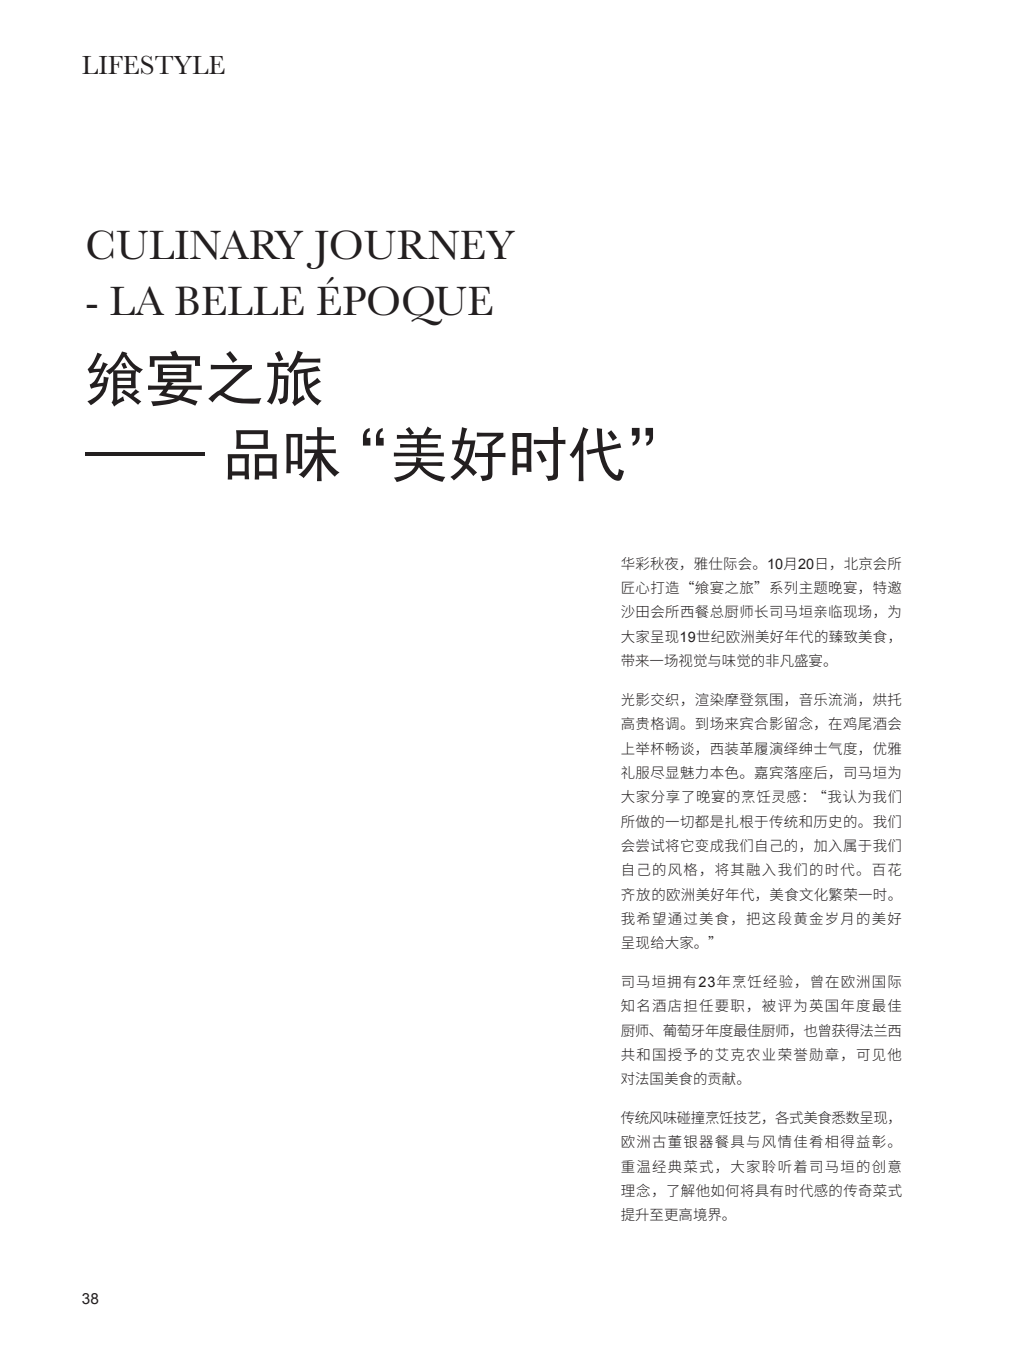 LIFESTYLE
CULINARY JOURNEY
- LA BELLE ÉPOQUE
飨宴之旅
—— 品味 “美好时代”
华彩秋夜，雅仕际会。10月20日，北京会所
匠心打造“飨宴之旅”系列主题晚宴，特邀
沙田会所西餐总厨师长司马垣亲临现场，为
大家呈现19世纪欧洲美好年代的臻致美食，
带来一场视觉与味觉的非凡盛宴。
光影交织，渲染摩登氛围，音乐流淌，烘托
高贵格调。到场来宾合影留念，在鸡尾酒会
上举杯畅谈，西装革履演绎绅士气度，优雅
礼服尽显魅力本色。嘉宾落座后，司马垣为
大家分享了晚宴的烹饪灵感：“我认为我们
所做的一切都是扎根于传统和历史的。我们
会尝试将它变成我们自己的，加入属于我们
自己的风格，将其融入我们的时代。百花
齐放的欧洲美好年代，美食文化繁荣一时。
我希望通过美食，把这段黄金岁月的美好
呈现给大家。”
司马垣拥有23年烹饪经验，曾在欧洲国际
知名酒店担任要职，被评为英国年度最佳
厨师、葡萄牙年度最佳厨师，也曾获得法兰西
共和国授予的艾克农业荣誉勋章，可见他
对法国美食的贡献。
传统风味碰撞烹饪技艺，各式美食悉数呈现，
欧洲古董银器餐具与风情佳肴相得益彰。
重温经典菜式，大家聆听着司马垣的创意
理念，了解他如何将具有时代感的传奇菜式
提升至更高境界。
38